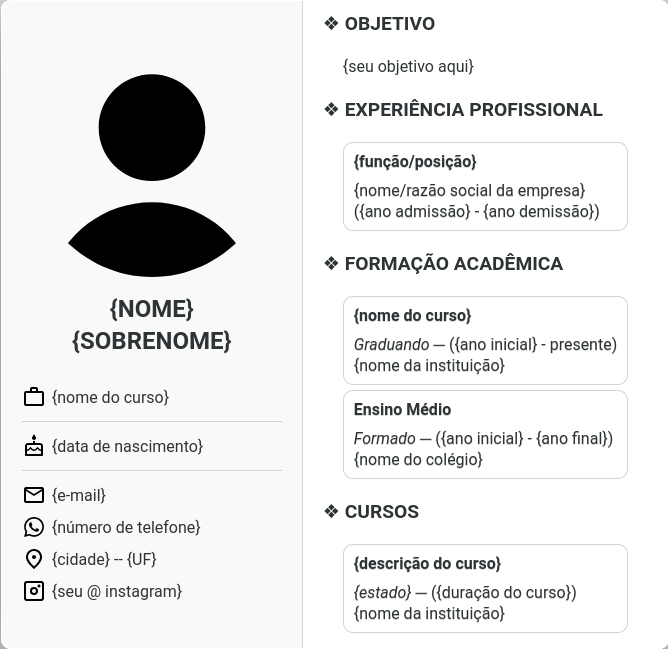 {NOME}
{SOBRENOME}
{nome do curso}
{data de nascimento}
{e-mail}
{número de telefone}
{cidade} -- {UF}
{seu @ instagram}
❖ OBJETIVO
{seu objetivo aqui}
❖ EXPERIÊNCIA PROFISSIONAL
{função/posição}
{nome/razão social da empresa}
({ano admissão} - {ano demissão})
❖ FORMAÇÃO ACADÊMICA
{nome do curso}
Graduando — ({ano inicial} - presente)
{nome da instituição}
Ensino Médio
Formado — ({ano inicial} - {ano final})
{nome do colégio}
❖ CURSOS
{descrição do curso}
{estado} — ({duração do curso})
{nome da instituição}